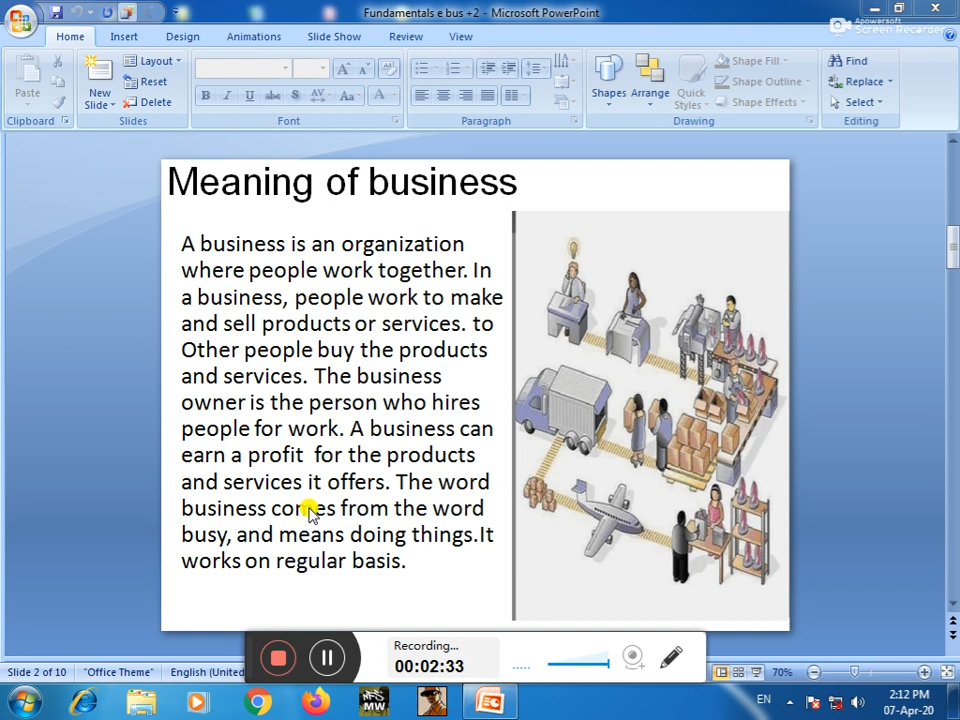 Fundamentals e bus +2 - Microsoft PowerPoint
Apowersoft
Screen Recorder
Home Insert Design Animations Slide Show Review View
Paste
New
Slide
Layout
Reset
Delete
Shapes Arrange Quick
Styles
Shape Fill
Shape Outline
Shape Effects
Find
Replace
Select
Clipboard Slides Font Paragraph Drawing Editing
Meaning of business
A business is an organization
where people work together. In
a business, people work to make
and sell products or services. to
Other people buy the products
and services. The business
owner is the person who hires
people for work. A business can
earn a profit  for the products
and services it offers. The word
business comes from the word
busy, and means doing things.It
works on regular basis.
Recording...
00:02:33
Slide 2 of 10 "Office Theme" English (United 70%
MW
EN
2:12 PM
07-Apr-20